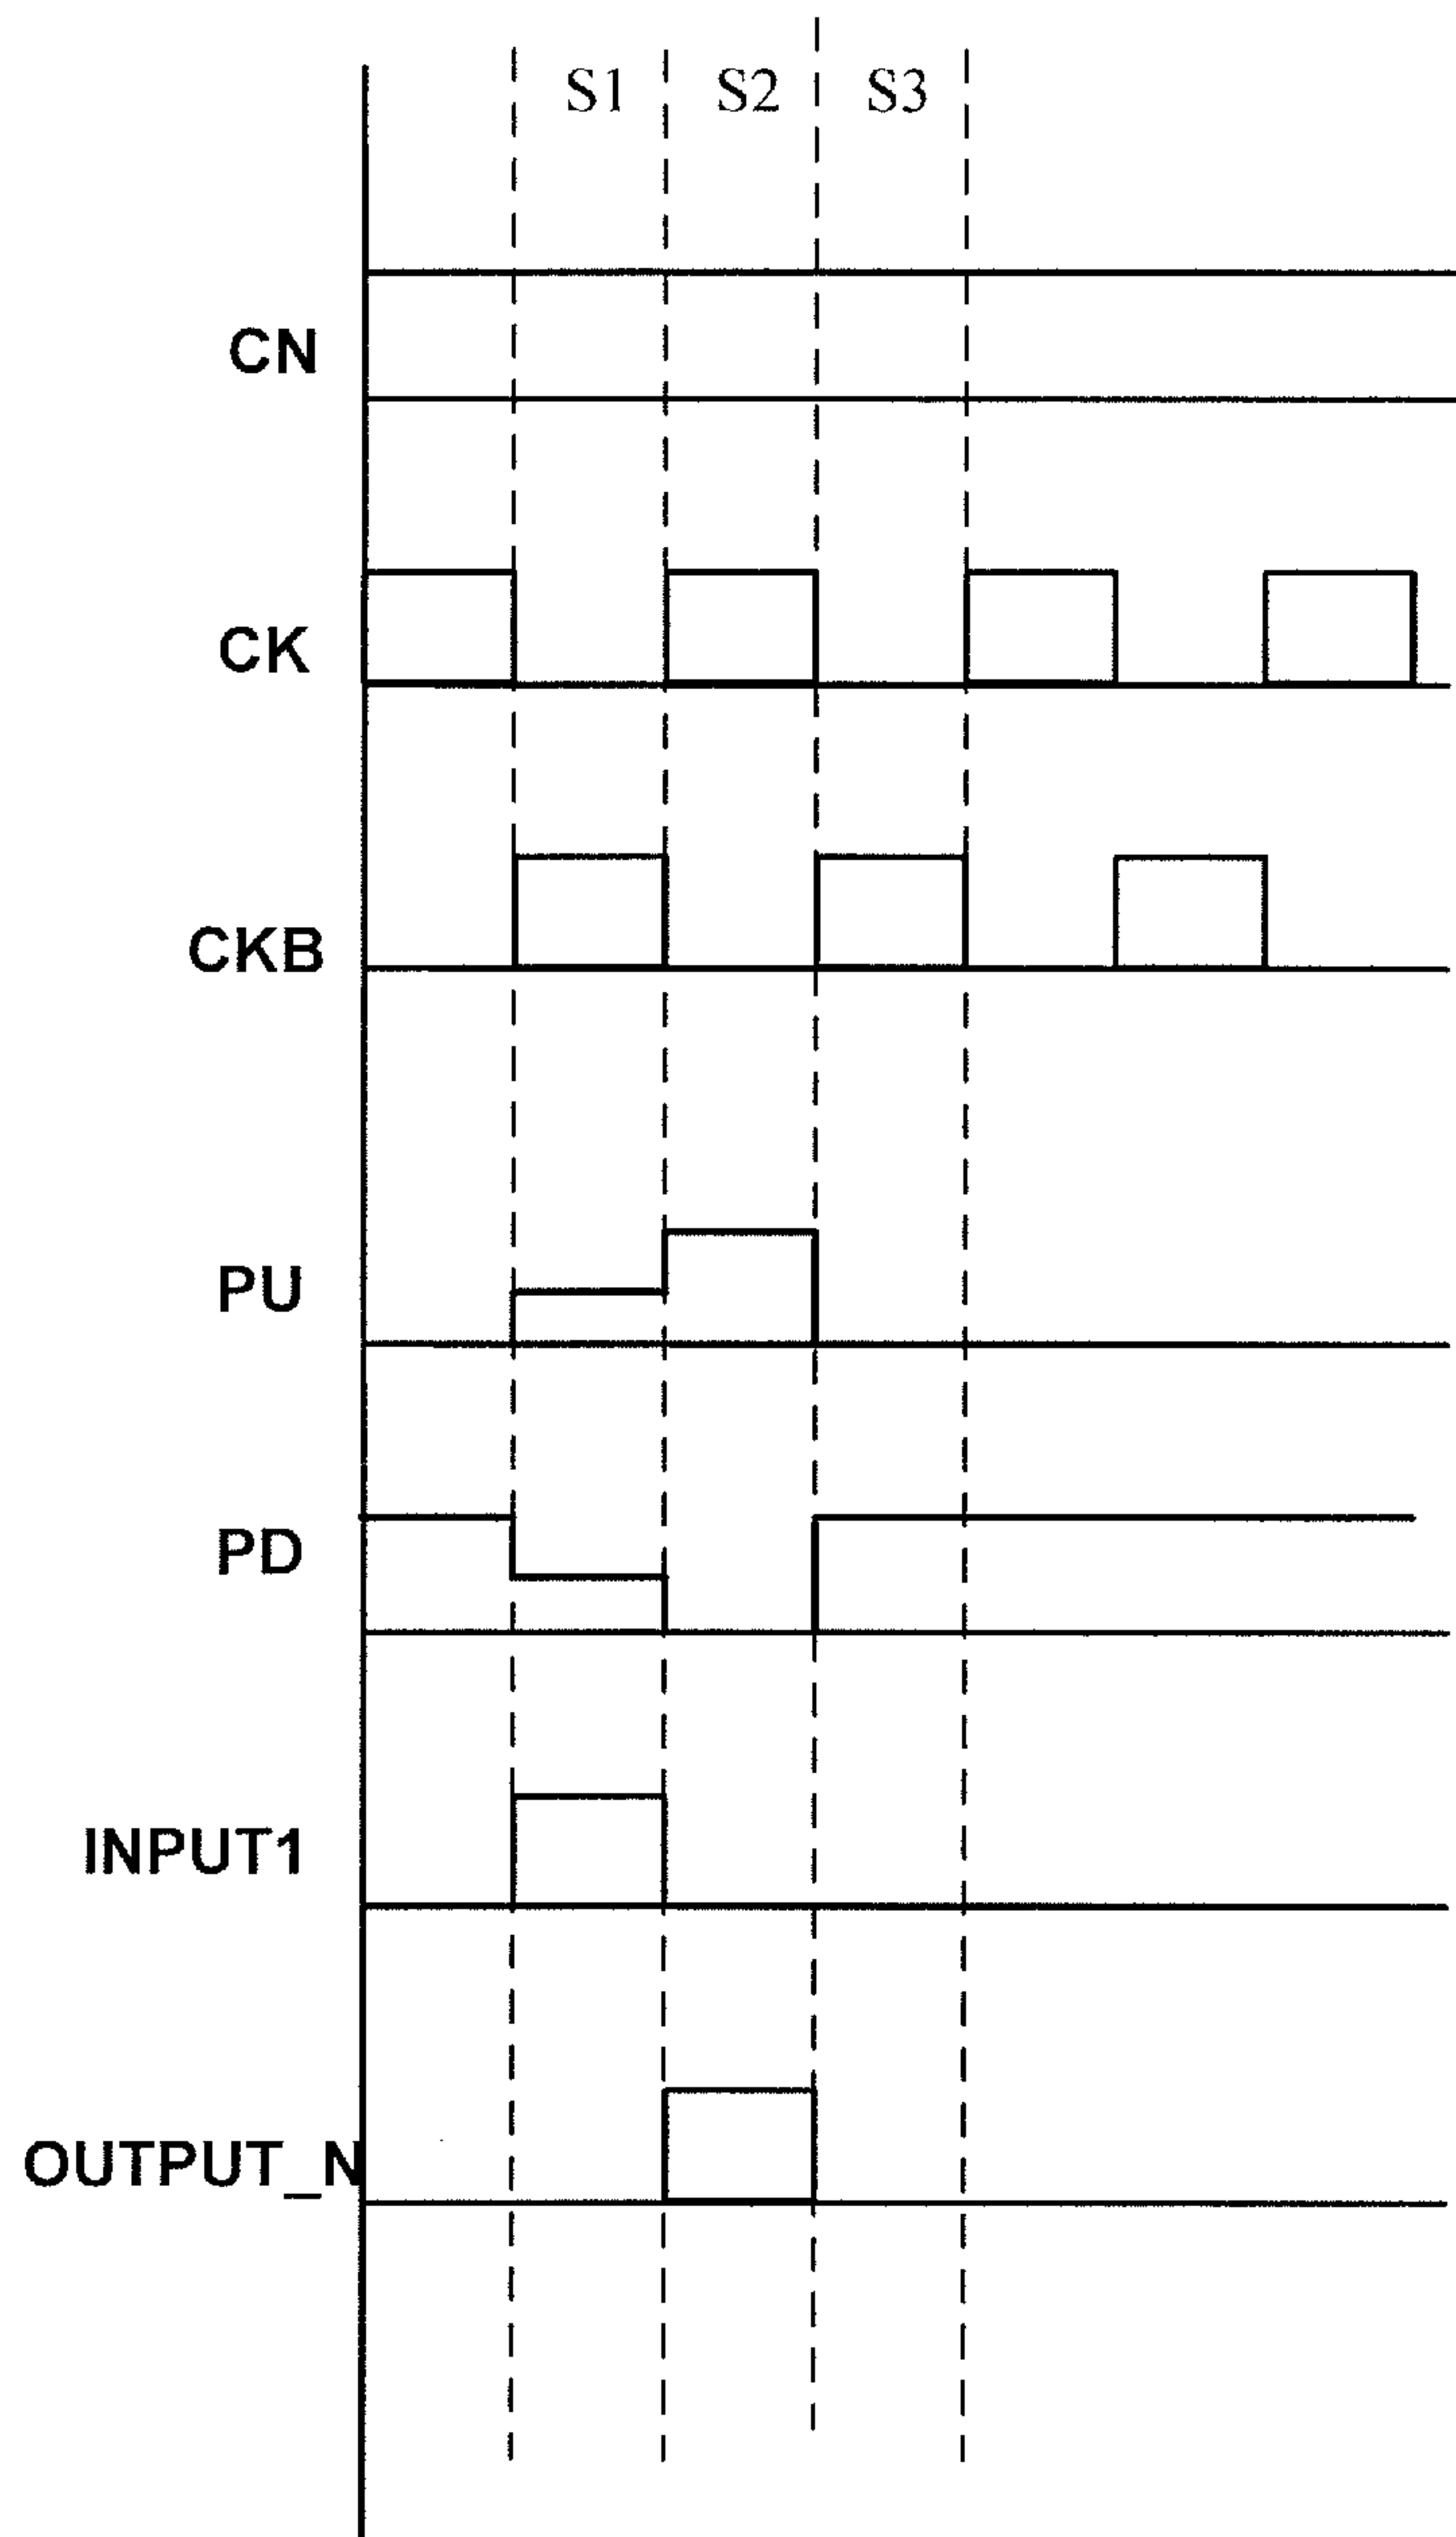 S1 S2 S3
CN
CK
CKB
PU
PD
INPUT1
OUTPUT_N